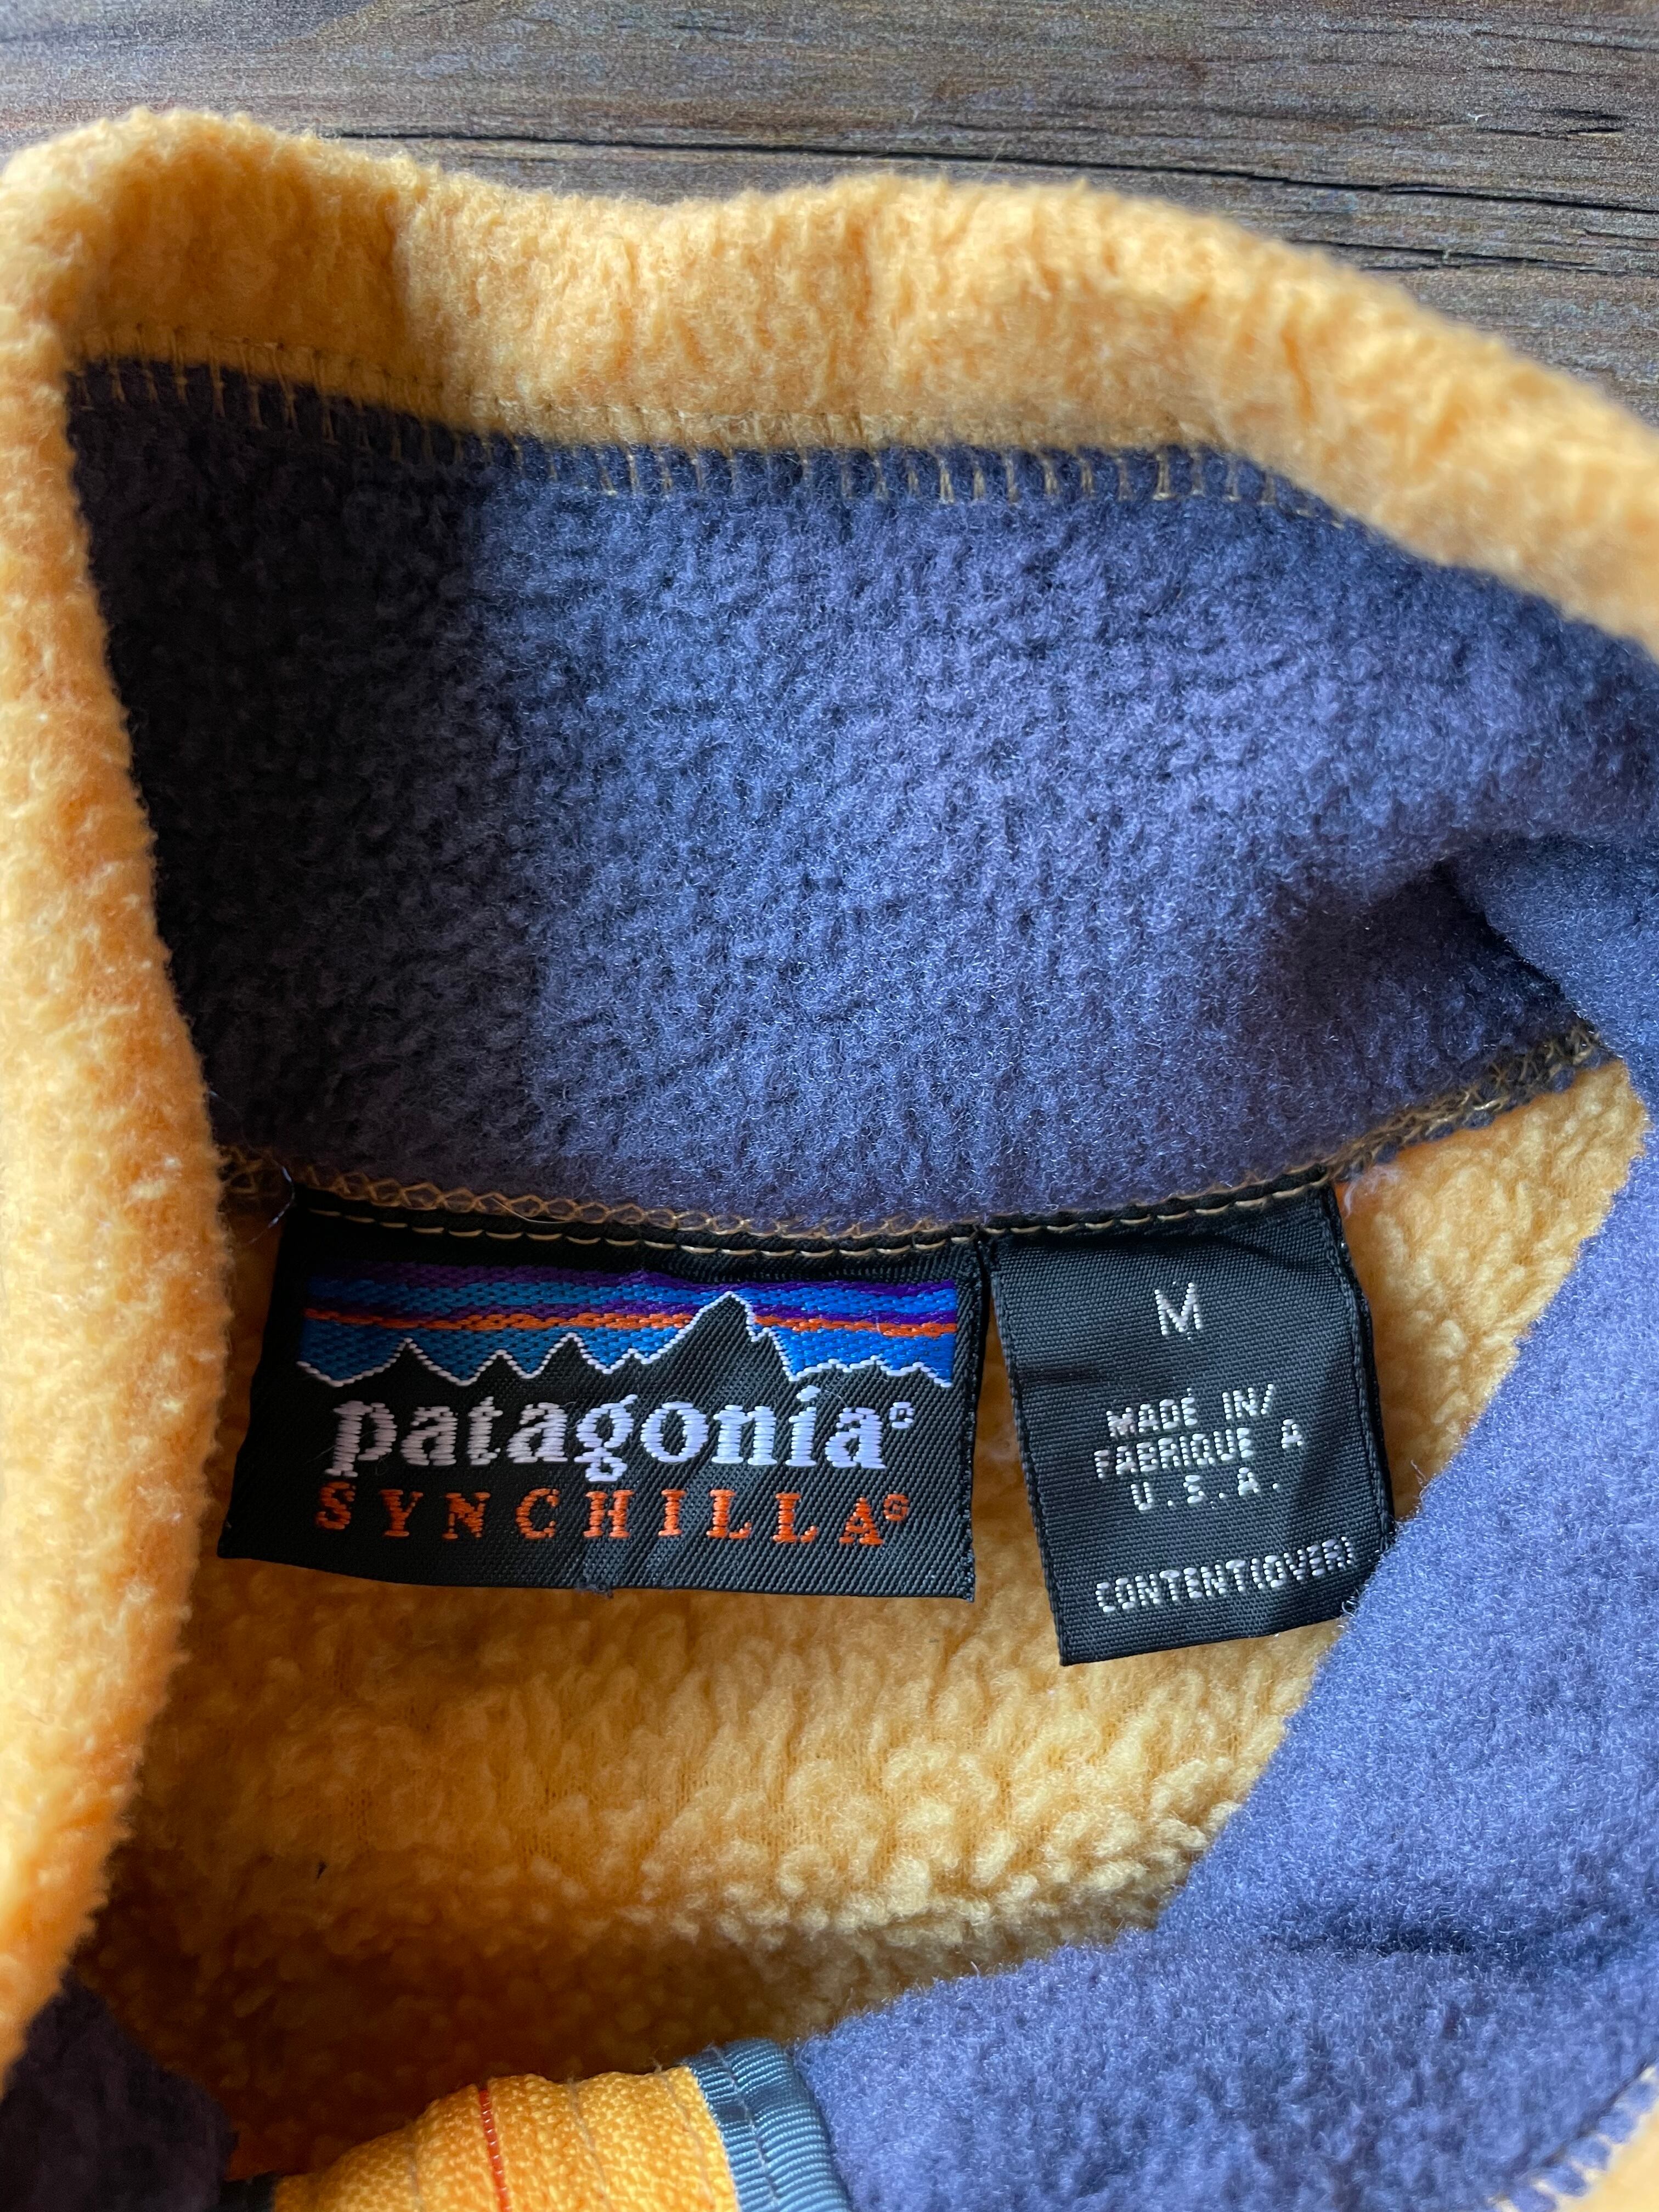 patagonia®
SYNCHILLA®
M
MADE IN/
FABRIQUE A
U.S.A.
CONTENT(OVER)